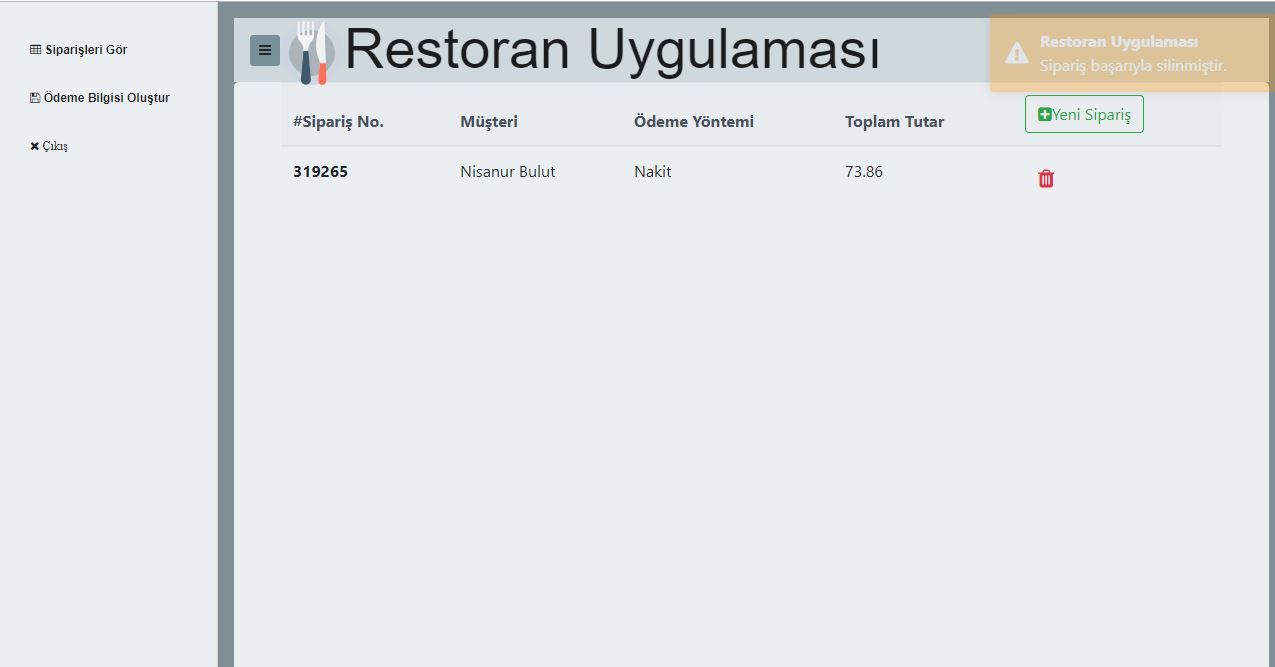 Siparişleri Gör
Ödeme Bilgisi Oluştur
Çıkış
Restoran Uygulaması
Restoran Uygulaması
Sipariş başarıyla silinmiştir.
#Sipariş No. Müşteri Ödeme Yöntemi Toplam Tutar Yeni Sipariş
319265 Nisanur Bulut Nakit 73.86